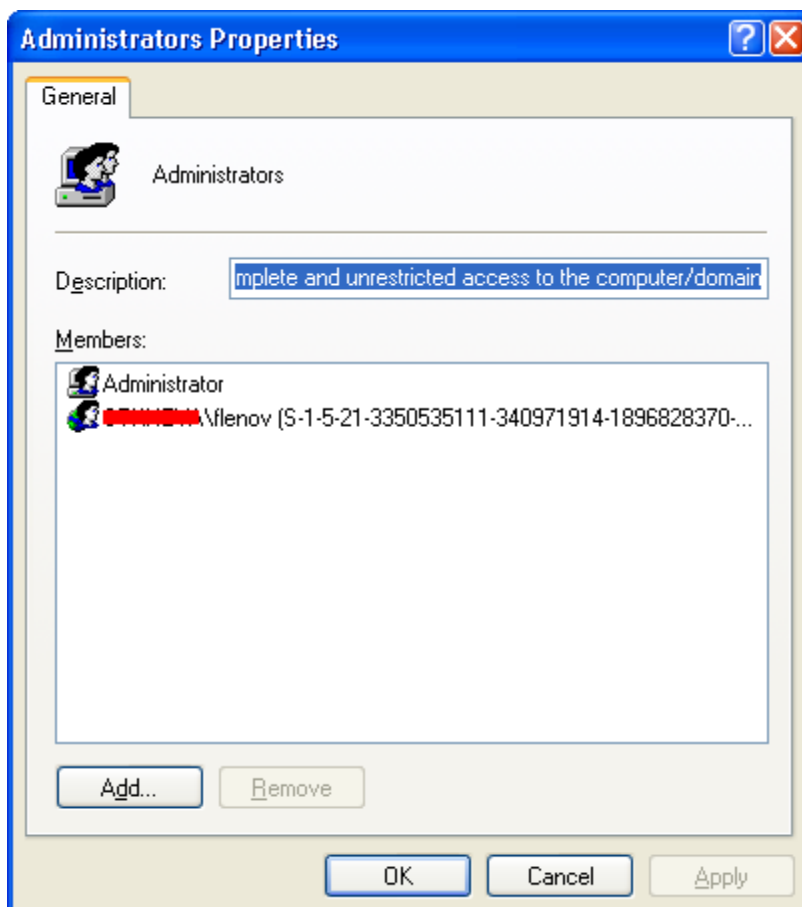 Administrators Properties
General
Administrators
Description: mplete and unrestricted access to the computer/domain
Members:
Administrator
\flenov (S-1-5-21-3350535111-340971914-1896828370-...
Add... Remove
OK Cancel Apply